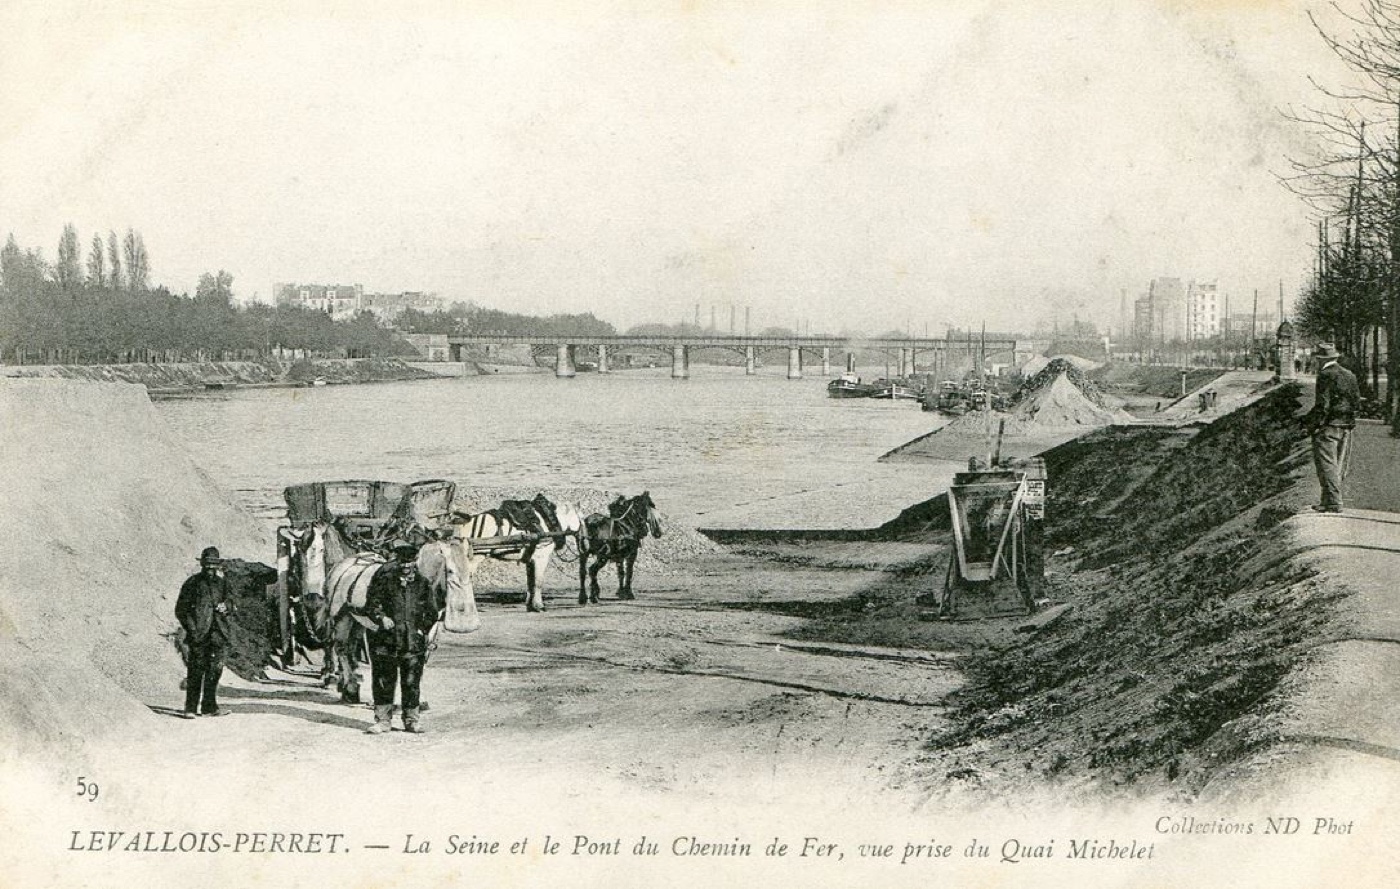 59
Collections ND Phot
LEVALLOIS-PERRET. — La Seine et le Pont du Chemin de Fer, vue prise du Quai Michelet